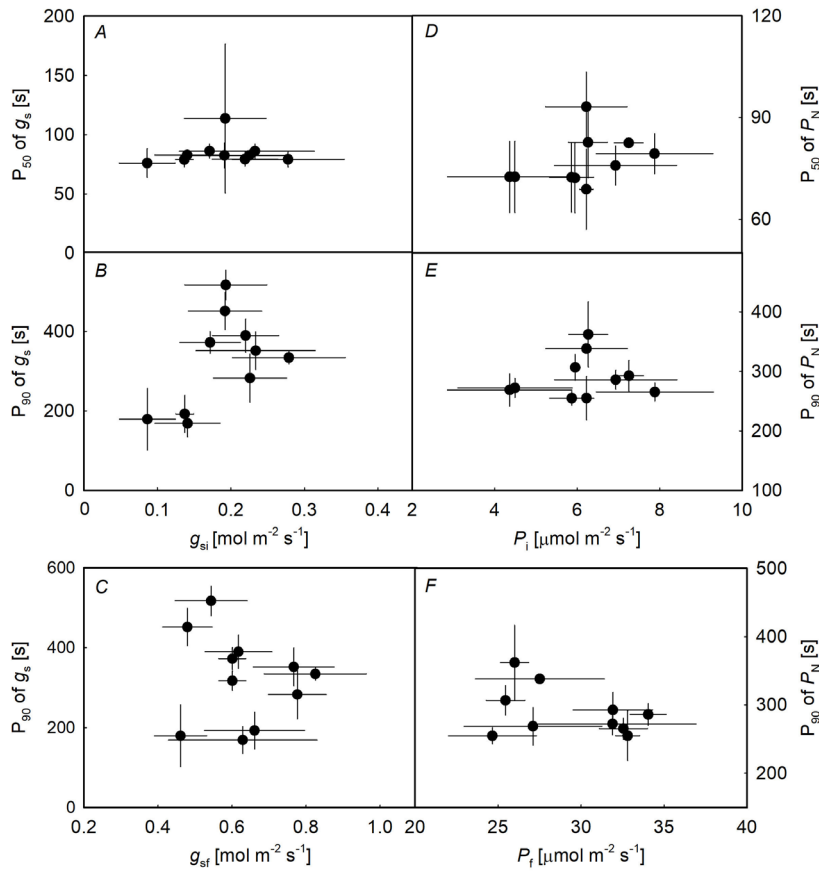 200
150
100
50
0
P50 of gs [s]
A
D
120
90
60
P50 of PN [s]
400
200
0
P90 of gs [s]
B
E
400
300
200
100
P90 of PN [s]
0 0.1 0.2 0.3 0.4
gsi [mol m-2 s-1]
2 4 6 8 10
Pi [μmol m-2 s-1]
600
400
200
0
P90 of gs [s]
C
F
500
400
300
200
P90 of PN [s]
0.2 0.4 0.6 0.8 1.0
gsf [mol m-2 s-1]
20 25 30 35 40
Pf [μmol m-2 s-1]